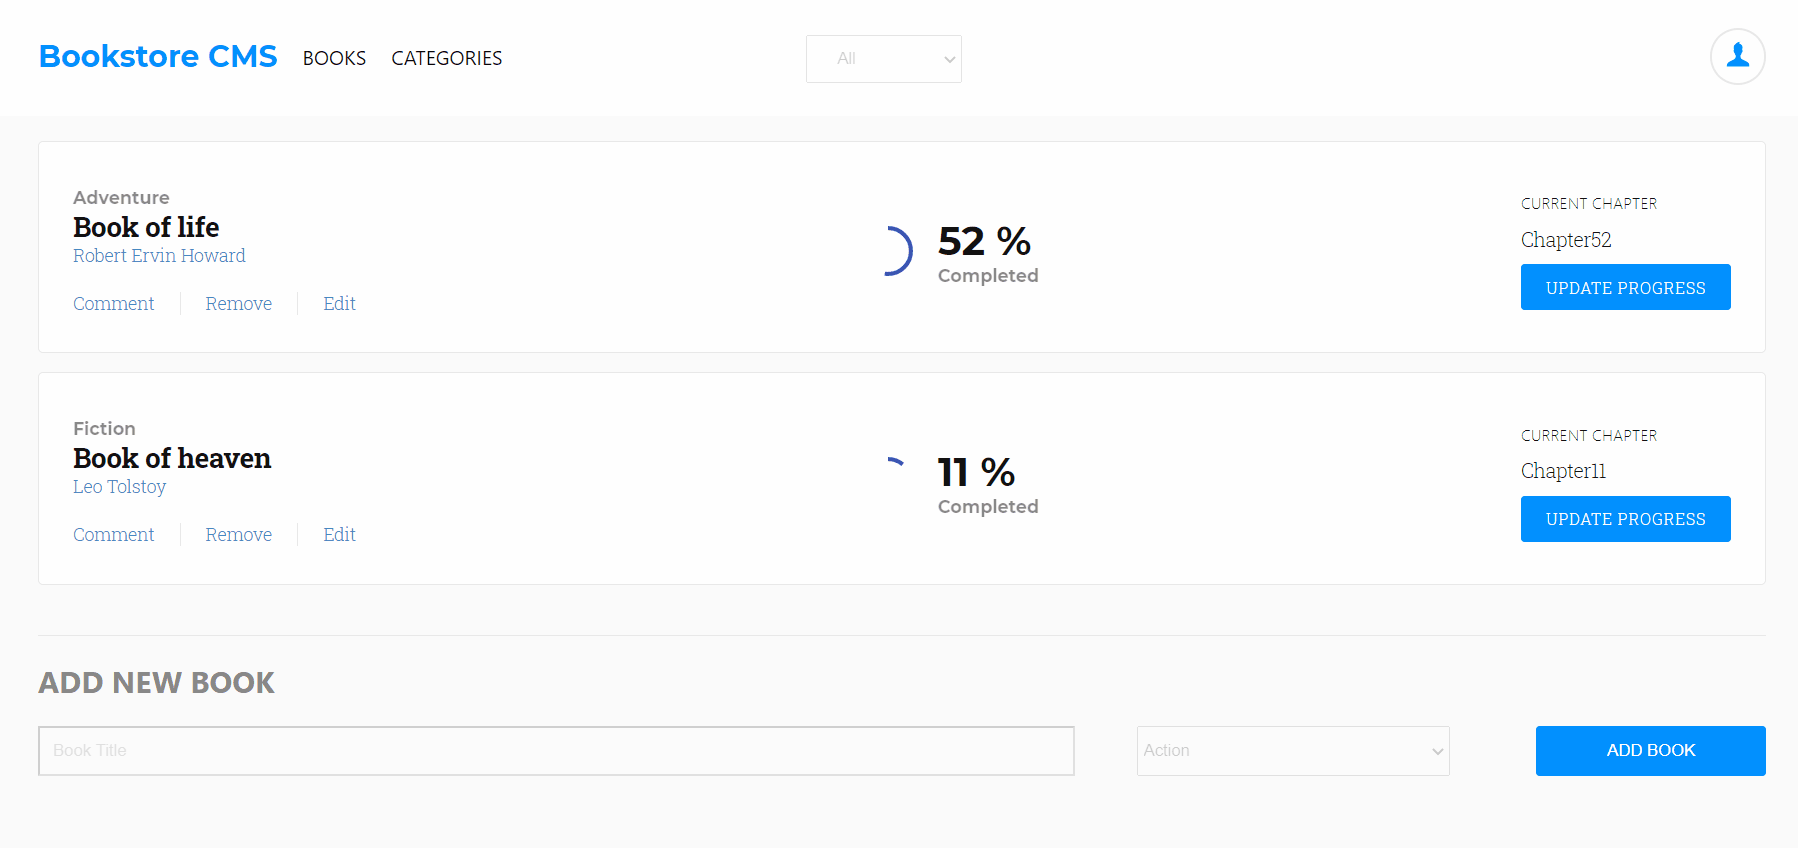 Bookstore CMS BOOKS CATEGORIES All
Adventure
Book of life
Robert Ervin Howard
Comment Remove Edit
52 %
Completed
CURRENT CHAPTER
Chapter52
UPDATE PROGRESS
Fiction
Book of heaven
Leo Tolstoy
Comment Remove Edit
11 %
Completed
CURRENT CHAPTER
Chapter11
UPDATE PROGRESS
ADD NEW BOOK
Book Title Action ADD BOOK